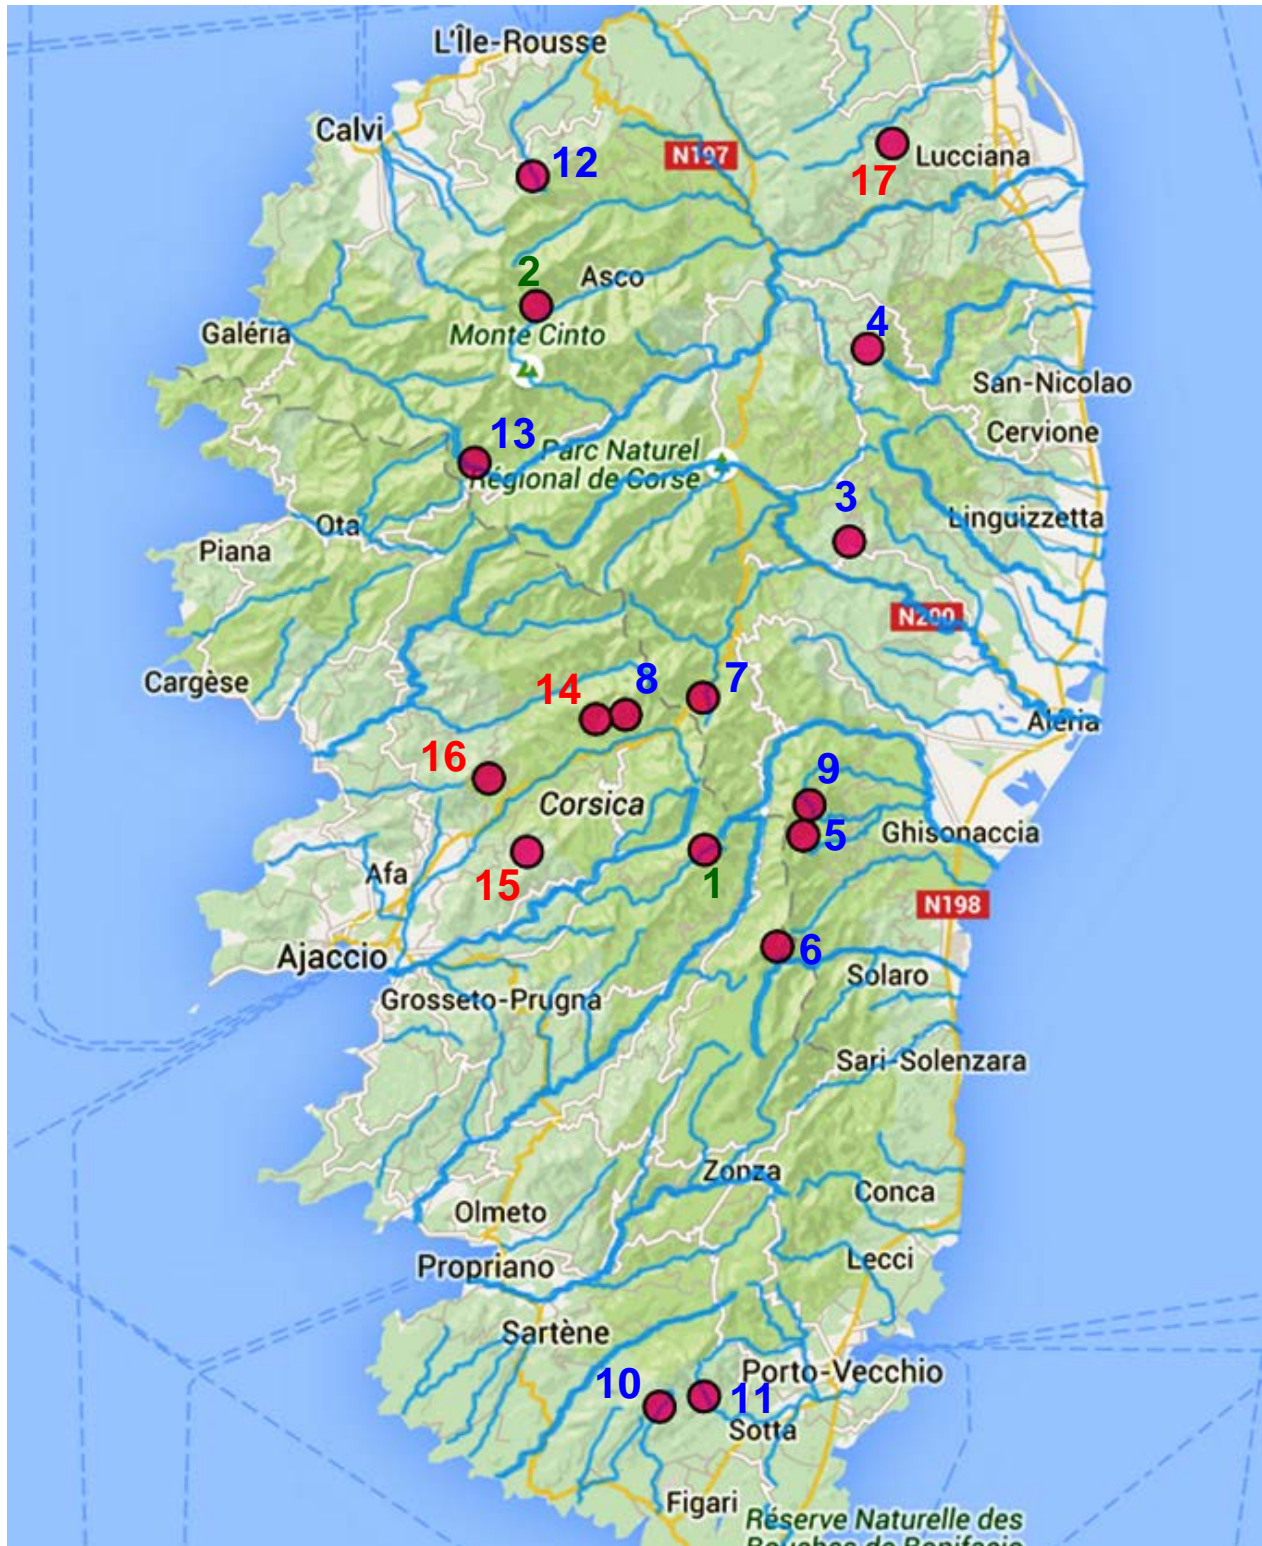 L'Île-Rousse
Calvi
12
N197
Lucciana
17
2
Asco
Galéria
Monte Cinto
4
San-Nicolao
Cervione
13
Parc Naturel
Régional de Corse
3
Ota
Linguizzetta
Piana
N200
Cargèse
14
8
7
Aléria
16
9
Corsica
5
Ghisonaccia
Afa
15
1
N198
Ajaccio
6
Solaro
Grosseto-Prugna
Sari-Solenzara
Zonza
Conca
Olmeto
Lecci
Propriano
Sartène
Porto-Vecchio
10
11
Sotta
Figari
Réserve Naturelle des
Bouches de Bonifacio